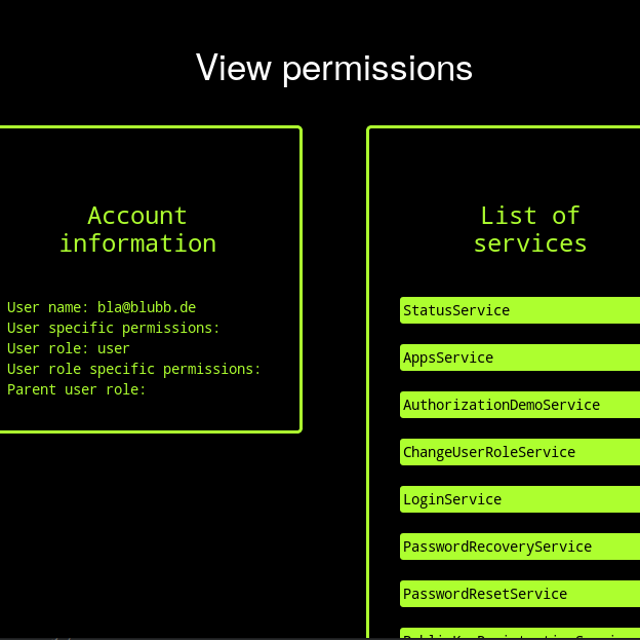 View permissions
Account
information
User name: bla@blubb.de
User specific permissions:
User role: user
User role specific permissions:
Parent user role:
List of
services
StatusService
AppsService
AuthorizationDemoService
ChangeUserRoleService
LoginService
PasswordRecoveryService
PasswordResetService